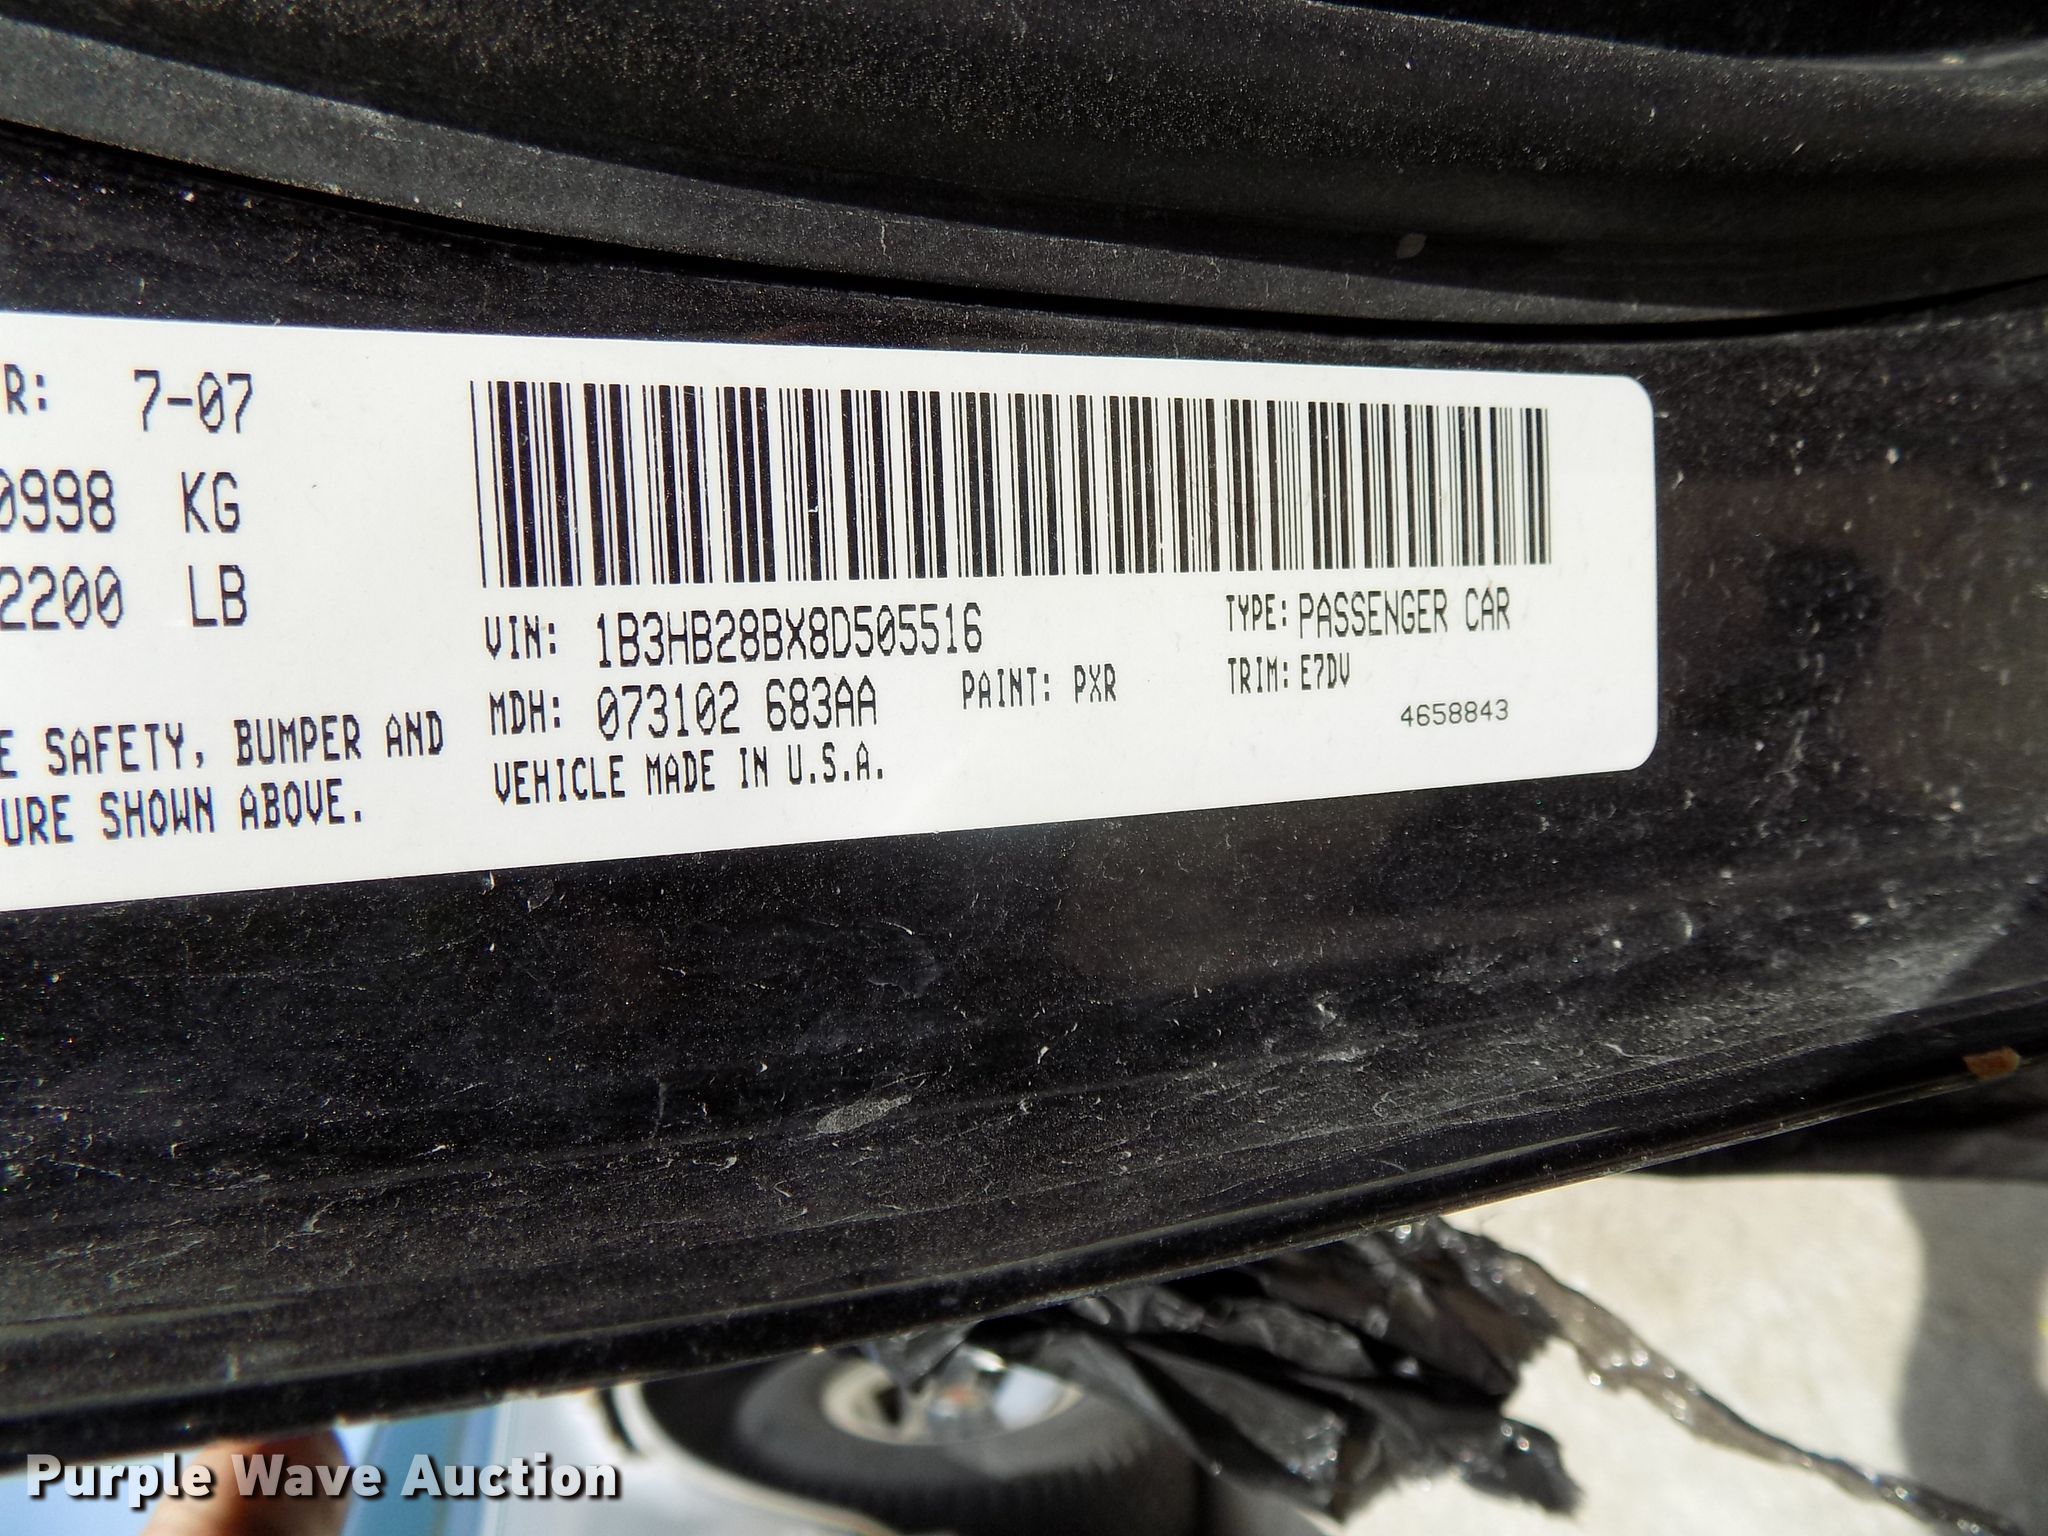 R: 7-07
0998 KG
2200 LB
E SAFETY, BUMPER AND
URE SHOWN ABOVE.
VIN: 1B3HB28BX8D505516
TYPE: PASSENGER CAR
MDH: 073102 683AA
PAINT: PXR
TRIM: E7DV
4658843
VEHICLE MADE IN U.S.A.
Purple Wave Auction